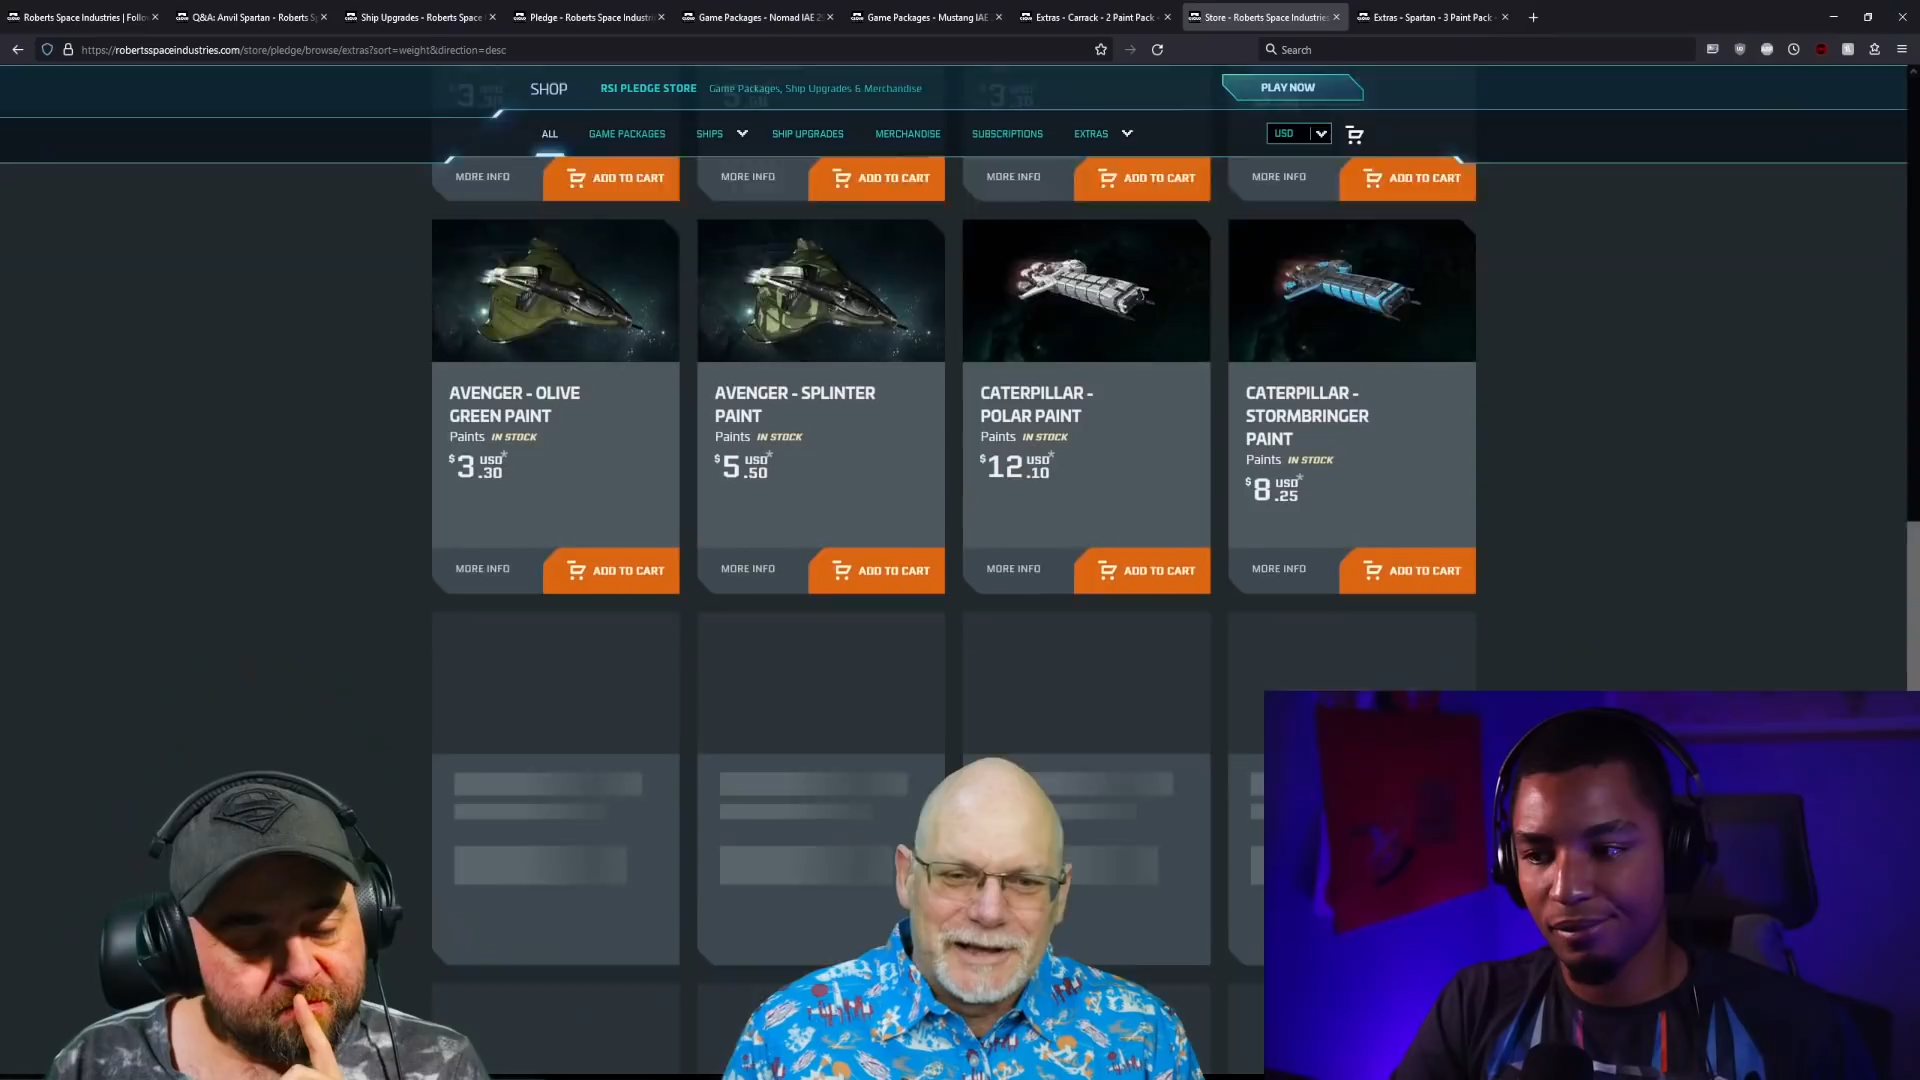 Roberts Space Industries | Follow
Q&A: Anvil Spartan - Roberts Sp
Ship Upgrades - Roberts Space
Pledge - Roberts Space Industri
Game Packages - Nomad IAE 2
Game Packages - Mustang IAE
Extras - Carrack - 2 Paint Pack
Store - Roberts Space Industries
Extras - Spartan - 3 Paint Pack -
https://robertsspaceindustries.com/store/pledge/browse/extras?sort=weight&direction=desc
Search
SHOP
RSI PLEDGE STORE
Game Packages, Ship Upgrades & Merchandise
PLAY NOW
ALL
GAME PACKAGES
SHIPS
SHIP UPGRADES
MERCHANDISE
SUBSCRIPTIONS
EXTRAS
USD
MORE INFO
ADD TO CART
MORE INFO
ADD TO CART
MORE INFO
ADD TO CART
MORE INFO
ADD TO CART
AVENGER - OLIVE
GREEN PAINT
Paints IN STOCK
$3.30 USD*
MORE INFO
ADD TO CART
AVENGER - SPLINTER
PAINT
Paints IN STOCK
$5.50 USD*
MORE INFO
ADD TO CART
CATERPILLAR -
POLAR PAINT
Paints IN STOCK
$12.10 USD*
MORE INFO
ADD TO CART
CATERPILLAR -
STORMBRINGER
PAINT
Paints IN STOCK
$8.25 USD*
MORE INFO
ADD TO CART